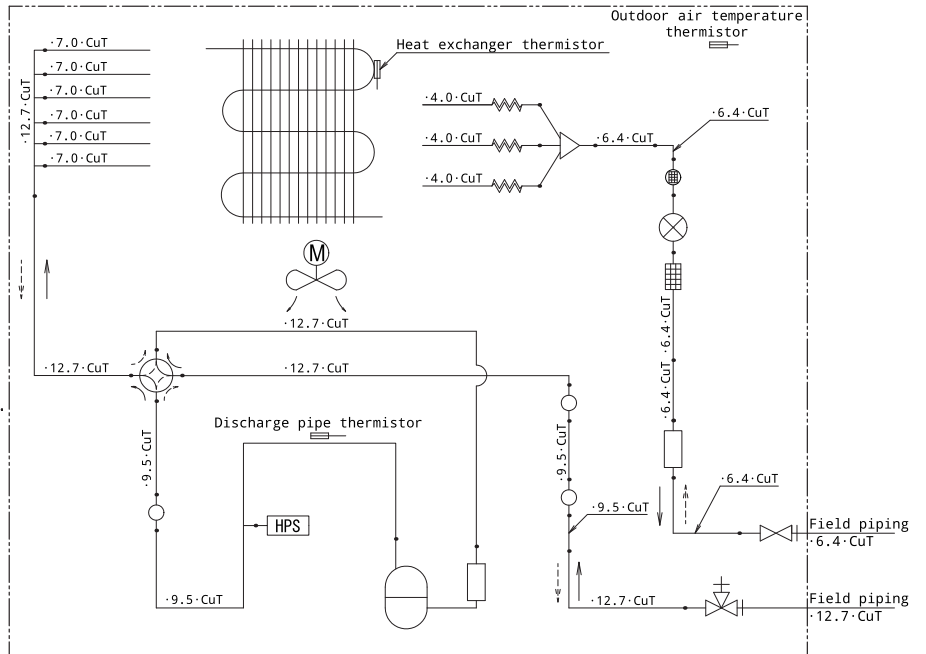 Outdoor air temperature
thermistor
·7.0·CuT
·7.0·CuT
·7.0·CuT
·7.0·CuT
·7.0·CuT
·7.0·CuT
·12.7·CuT
Heat exchanger thermistor
·4.0·CuT
·4.0·CuT
·4.0·CuT
·6.4·CuT
·6.4·CuT
M
·12.7·CuT
·12.7·CuT
·12.7·CuT
·6.4·CuT
·6.4·CuT
Discharge pipe thermistor
·9.5·CuT
·9.5·CuT
HPS
·9.5·CuT
·6.4·CuT
Field piping
·6.4·CuT
·9.5·CuT
·12.7·CuT
Field piping
·12.7·CuT